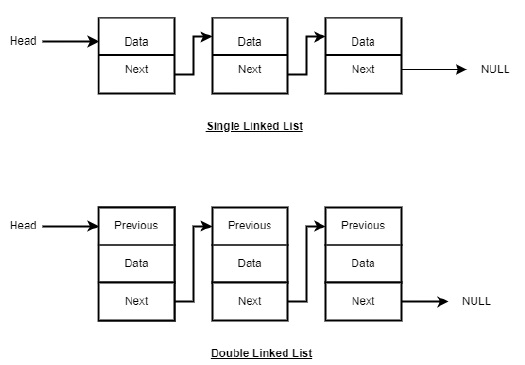 Head Data Data Data
Next Next Next NULL
Single Linked List
Head Previous Previous Previous
Data Data Data
Next Next Next NULL
Double Linked List